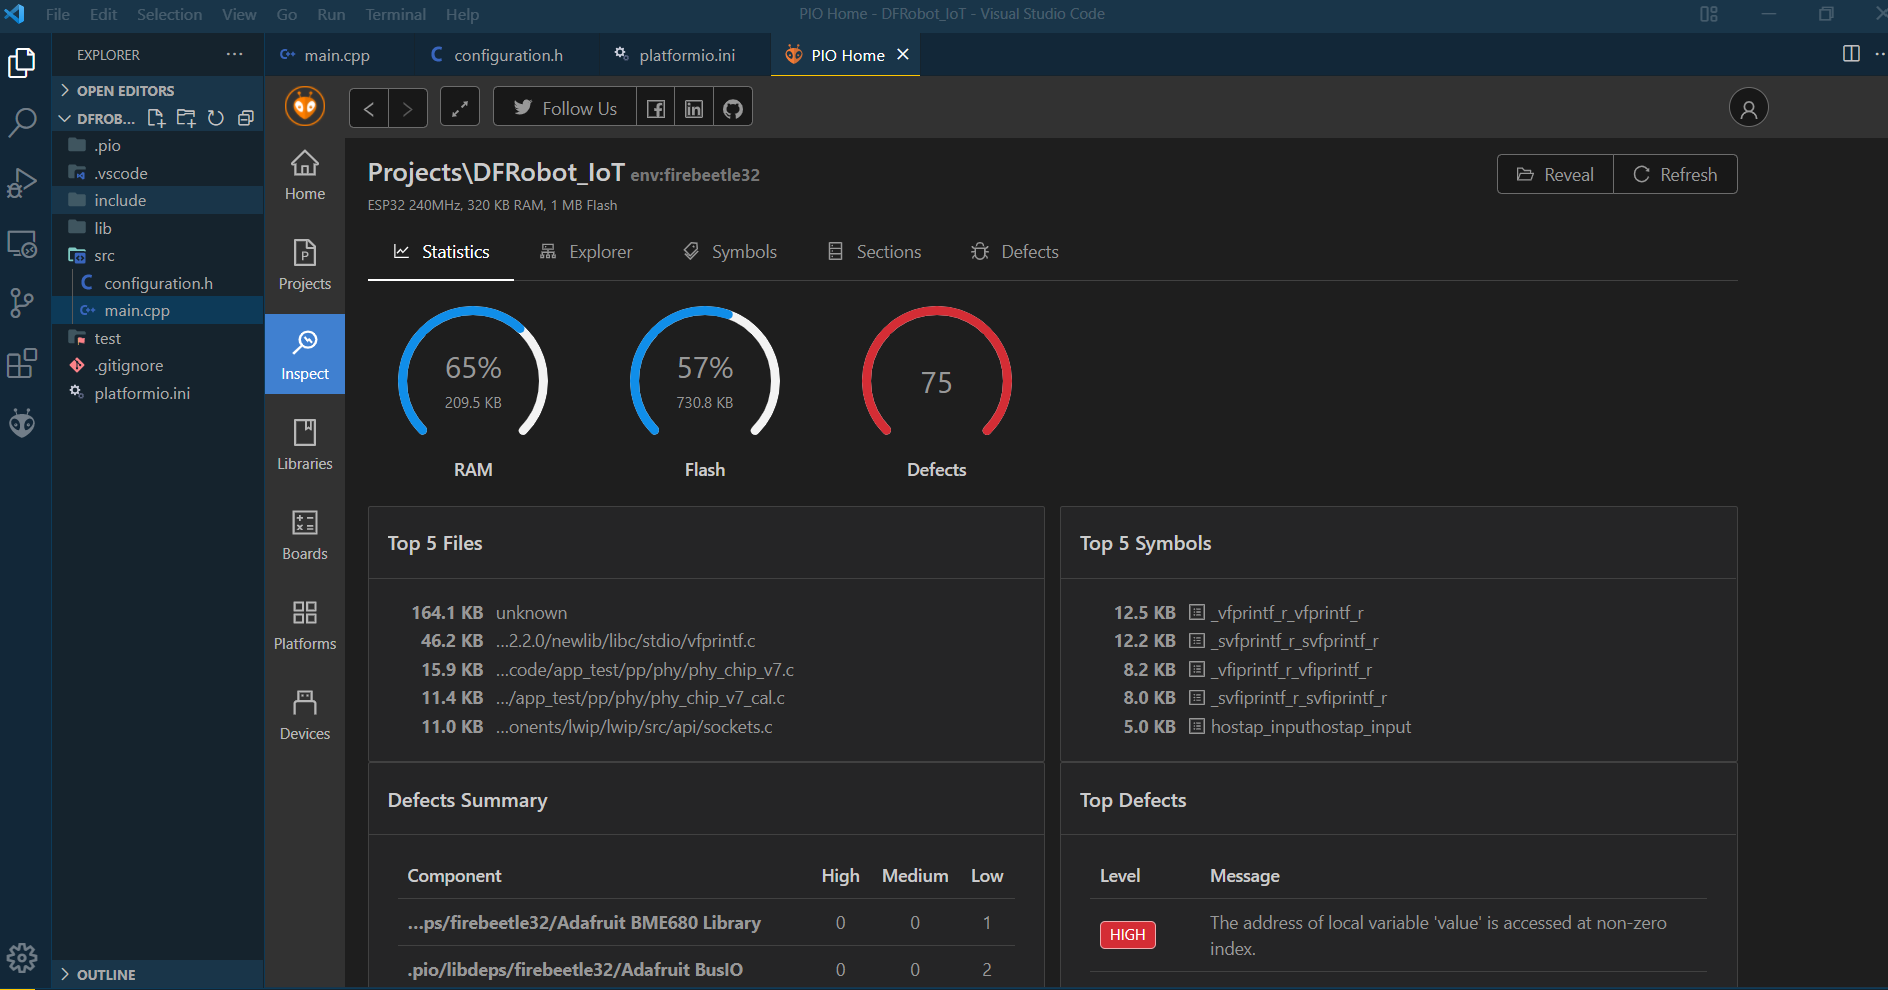 File Edit Selection View Go Run Terminal Help
PIO Home - DFRobot_IoT - Visual Studio Code
EXPLORER
main.cpp
configuration.h
platformio.ini
PIO Home
OPEN EDITORS
DFROB...
.pio
.vscode
include
lib
src
configuration.h
main.cpp
test
.gitignore
platformio.ini
OUTLINE
Follow Us
Home
Projects
Inspect
Libraries
Boards
Platforms
Devices
Projects\DFRobot_IoT env:firebeetle32
ESP32 240MHz, 320 KB RAM, 1 MB Flash
Reveal
Refresh
Statistics
Explorer
Symbols
Sections
Defects
65%
209.5 KB
RAM
57%
730.8 KB
Flash
75
Defects
Top 5 Files
164.1 KB unknown
46.2 KB ...2.2.0/newlib/libc/stdio/vfprintf.c
15.9 KB ...code/app_test/pp/phy/phy_chip_v7.c
11.4 KB .../app_test/pp/phy/phy_chip_v7_cal.c
11.0 KB ...onents/lwip/lwip/src/api/sockets.c
Top 5 Symbols
12.5 KB _vfprintf_r_vfprintf_r
12.2 KB _svfprintf_r_svfprintf_r
8.2 KB _vfiprintf_r_vfiprintf_r
8.0 KB _svfiprintf_r_svfiprintf_r
5.0 KB hostap_inputhostap_input
Defects Summary
Component High Medium Low
...ps/firebeetle32/Adafruit BME680 Library 0 0 1
.pio/libdeps/firebeetle32/Adafruit BusIO 0 0 2
Top Defects
Level Message
HIGH The address of local variable 'value' is accessed at non-zero
index.